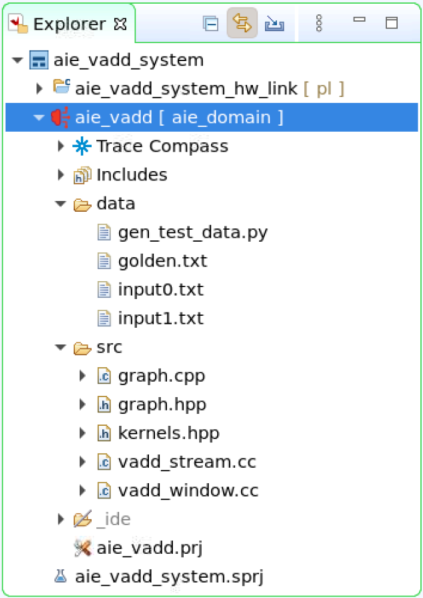 Explorer
aie_vadd_system
aie_vadd_system_hw_link [ pl ]
aie_vadd [ aie_domain ]
Trace Compass
Includes
data
gen_test_data.py
golden.txt
input0.txt
input1.txt
src
graph.cpp
graph.hpp
kernels.hpp
vadd_stream.cc
vadd_window.cc
_ide
aie_vadd.prj
aie_vadd_system.sprj